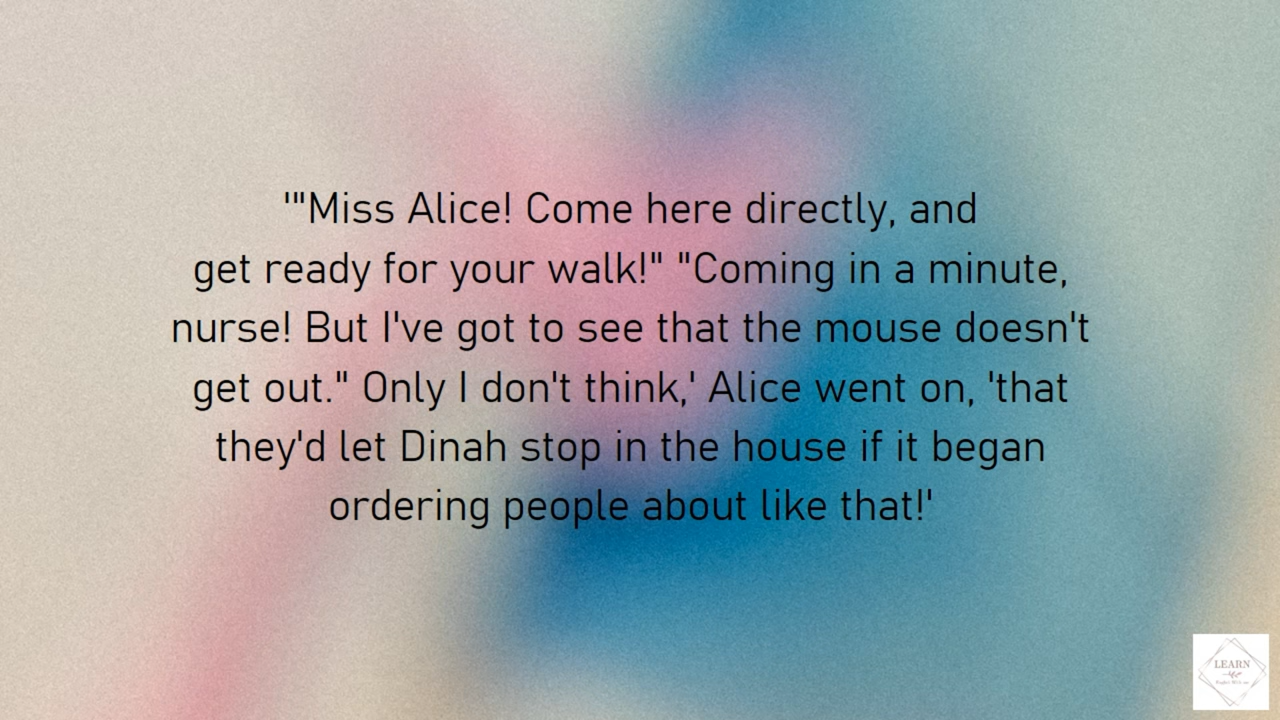 '"Miss Alice! Come here directly, and
get ready for your walk!" "Coming in a minute,
nurse! But I've got to see that the mouse doesn't
get out." Only I don't think,' Alice went on, 'that
they'd let Dinah stop in the house if it began
ordering people about like that!'
LEARN